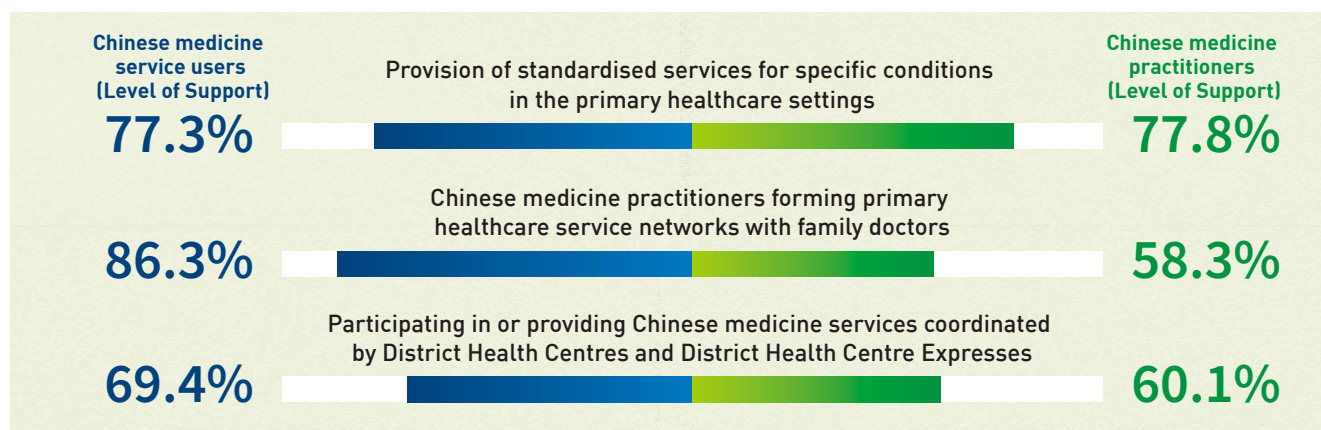 Chinese medicine
service users
(Level of Support)
Chinese medicine
practitioners
(Level of Support)
Provision of standardised services for specific conditions
in the primary healthcare settings
77.3%
77.8%
Chinese medicine practitioners forming primary
healthcare service networks with family doctors
86.3%
58.3%
Participating in or providing Chinese medicine services coordinated
by District Health Centres and District Health Centre Expresses
69.4%
60.1%